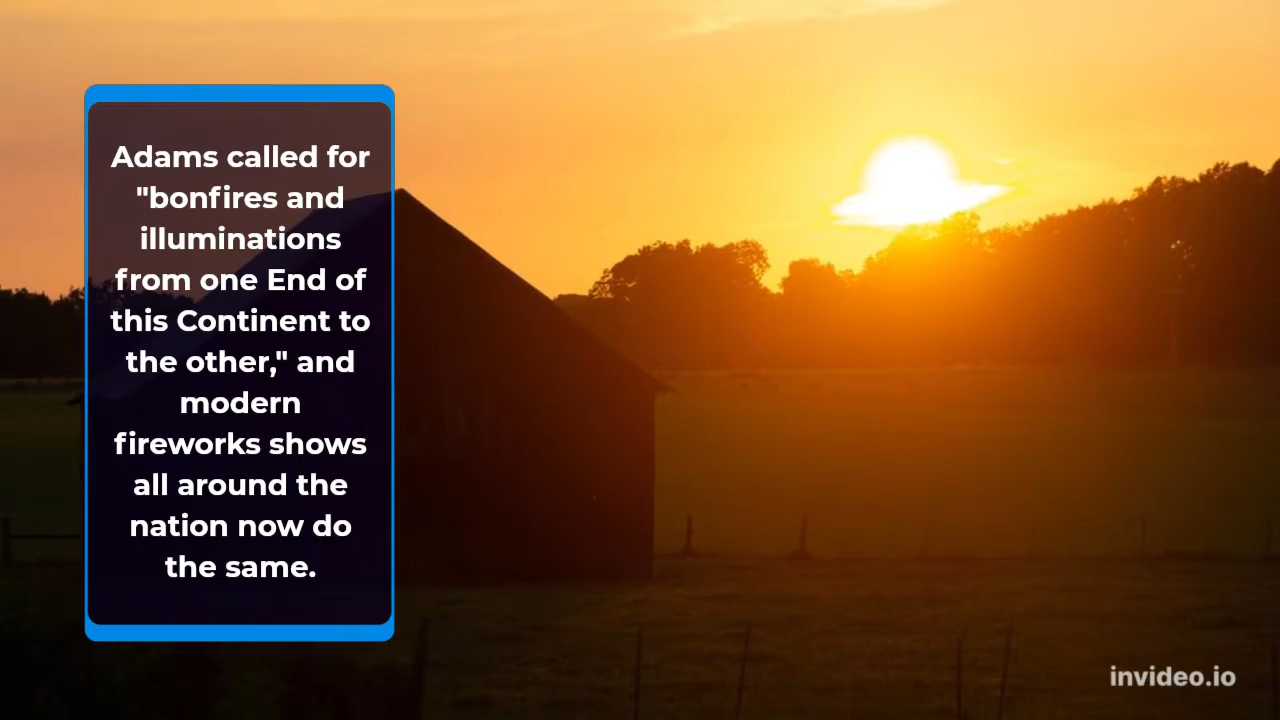 Adams called for
"bonfires and
illuminations
from one End of
this Continent to
the other," and
modern
fireworks shows
all around the
nation now do
the same.
invideo.io